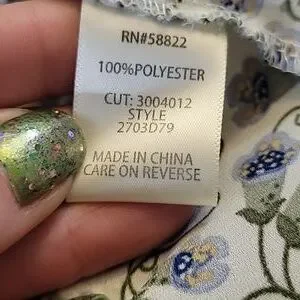 RN#58822
100%POLYESTER
CUT: 3004012
STYLE
2703D79
MADE IN CHINA
CARE ON REVERSE